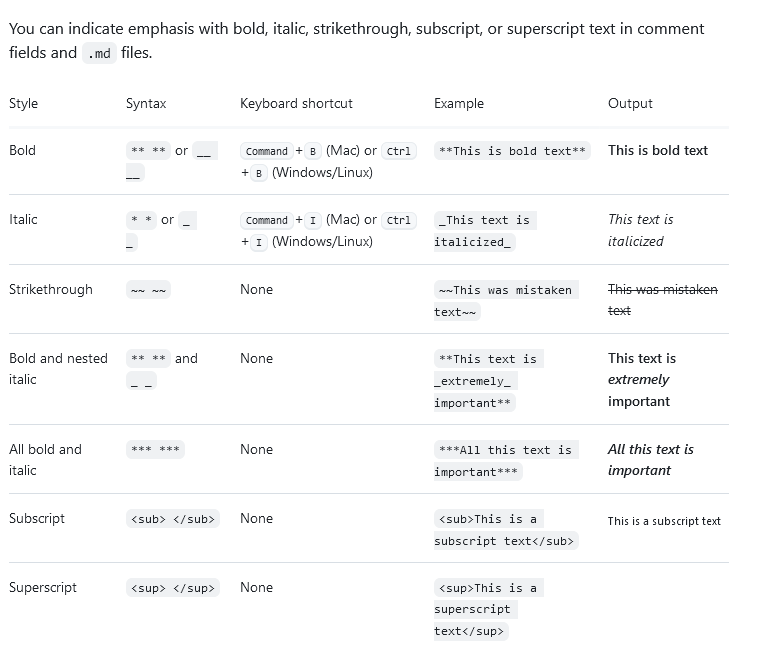 You can indicate emphasis with bold, italic, strikethrough, subscript, or superscript text in comment
fields and .md files.
Style Syntax Keyboard shortcut Example Output
Bold ** ** or __ Command + B (Mac) or Ctrl **This is bold text** This is bold text
__ + B (Windows/Linux)
Italic * * or _ Command + I (Mac) or Ctrl _This text is This text is
_ + I (Windows/Linux) italicized_ italicized
Strikethrough ~~ ~~ None ~~This was mistaken This was mistaken
text~~ text
Bold and nested ** ** and None **This text is This text is
italic _ _ _extremely_ extremely
important** important
All bold and *** *** None ***All this text is All this text is
italic important*** important
Subscript <sub> </sub> None <sub>This is a This is a subscript text
subscript text</sub>
Superscript <sup> </sup> None <sup>This is a
superscript
text</sup>